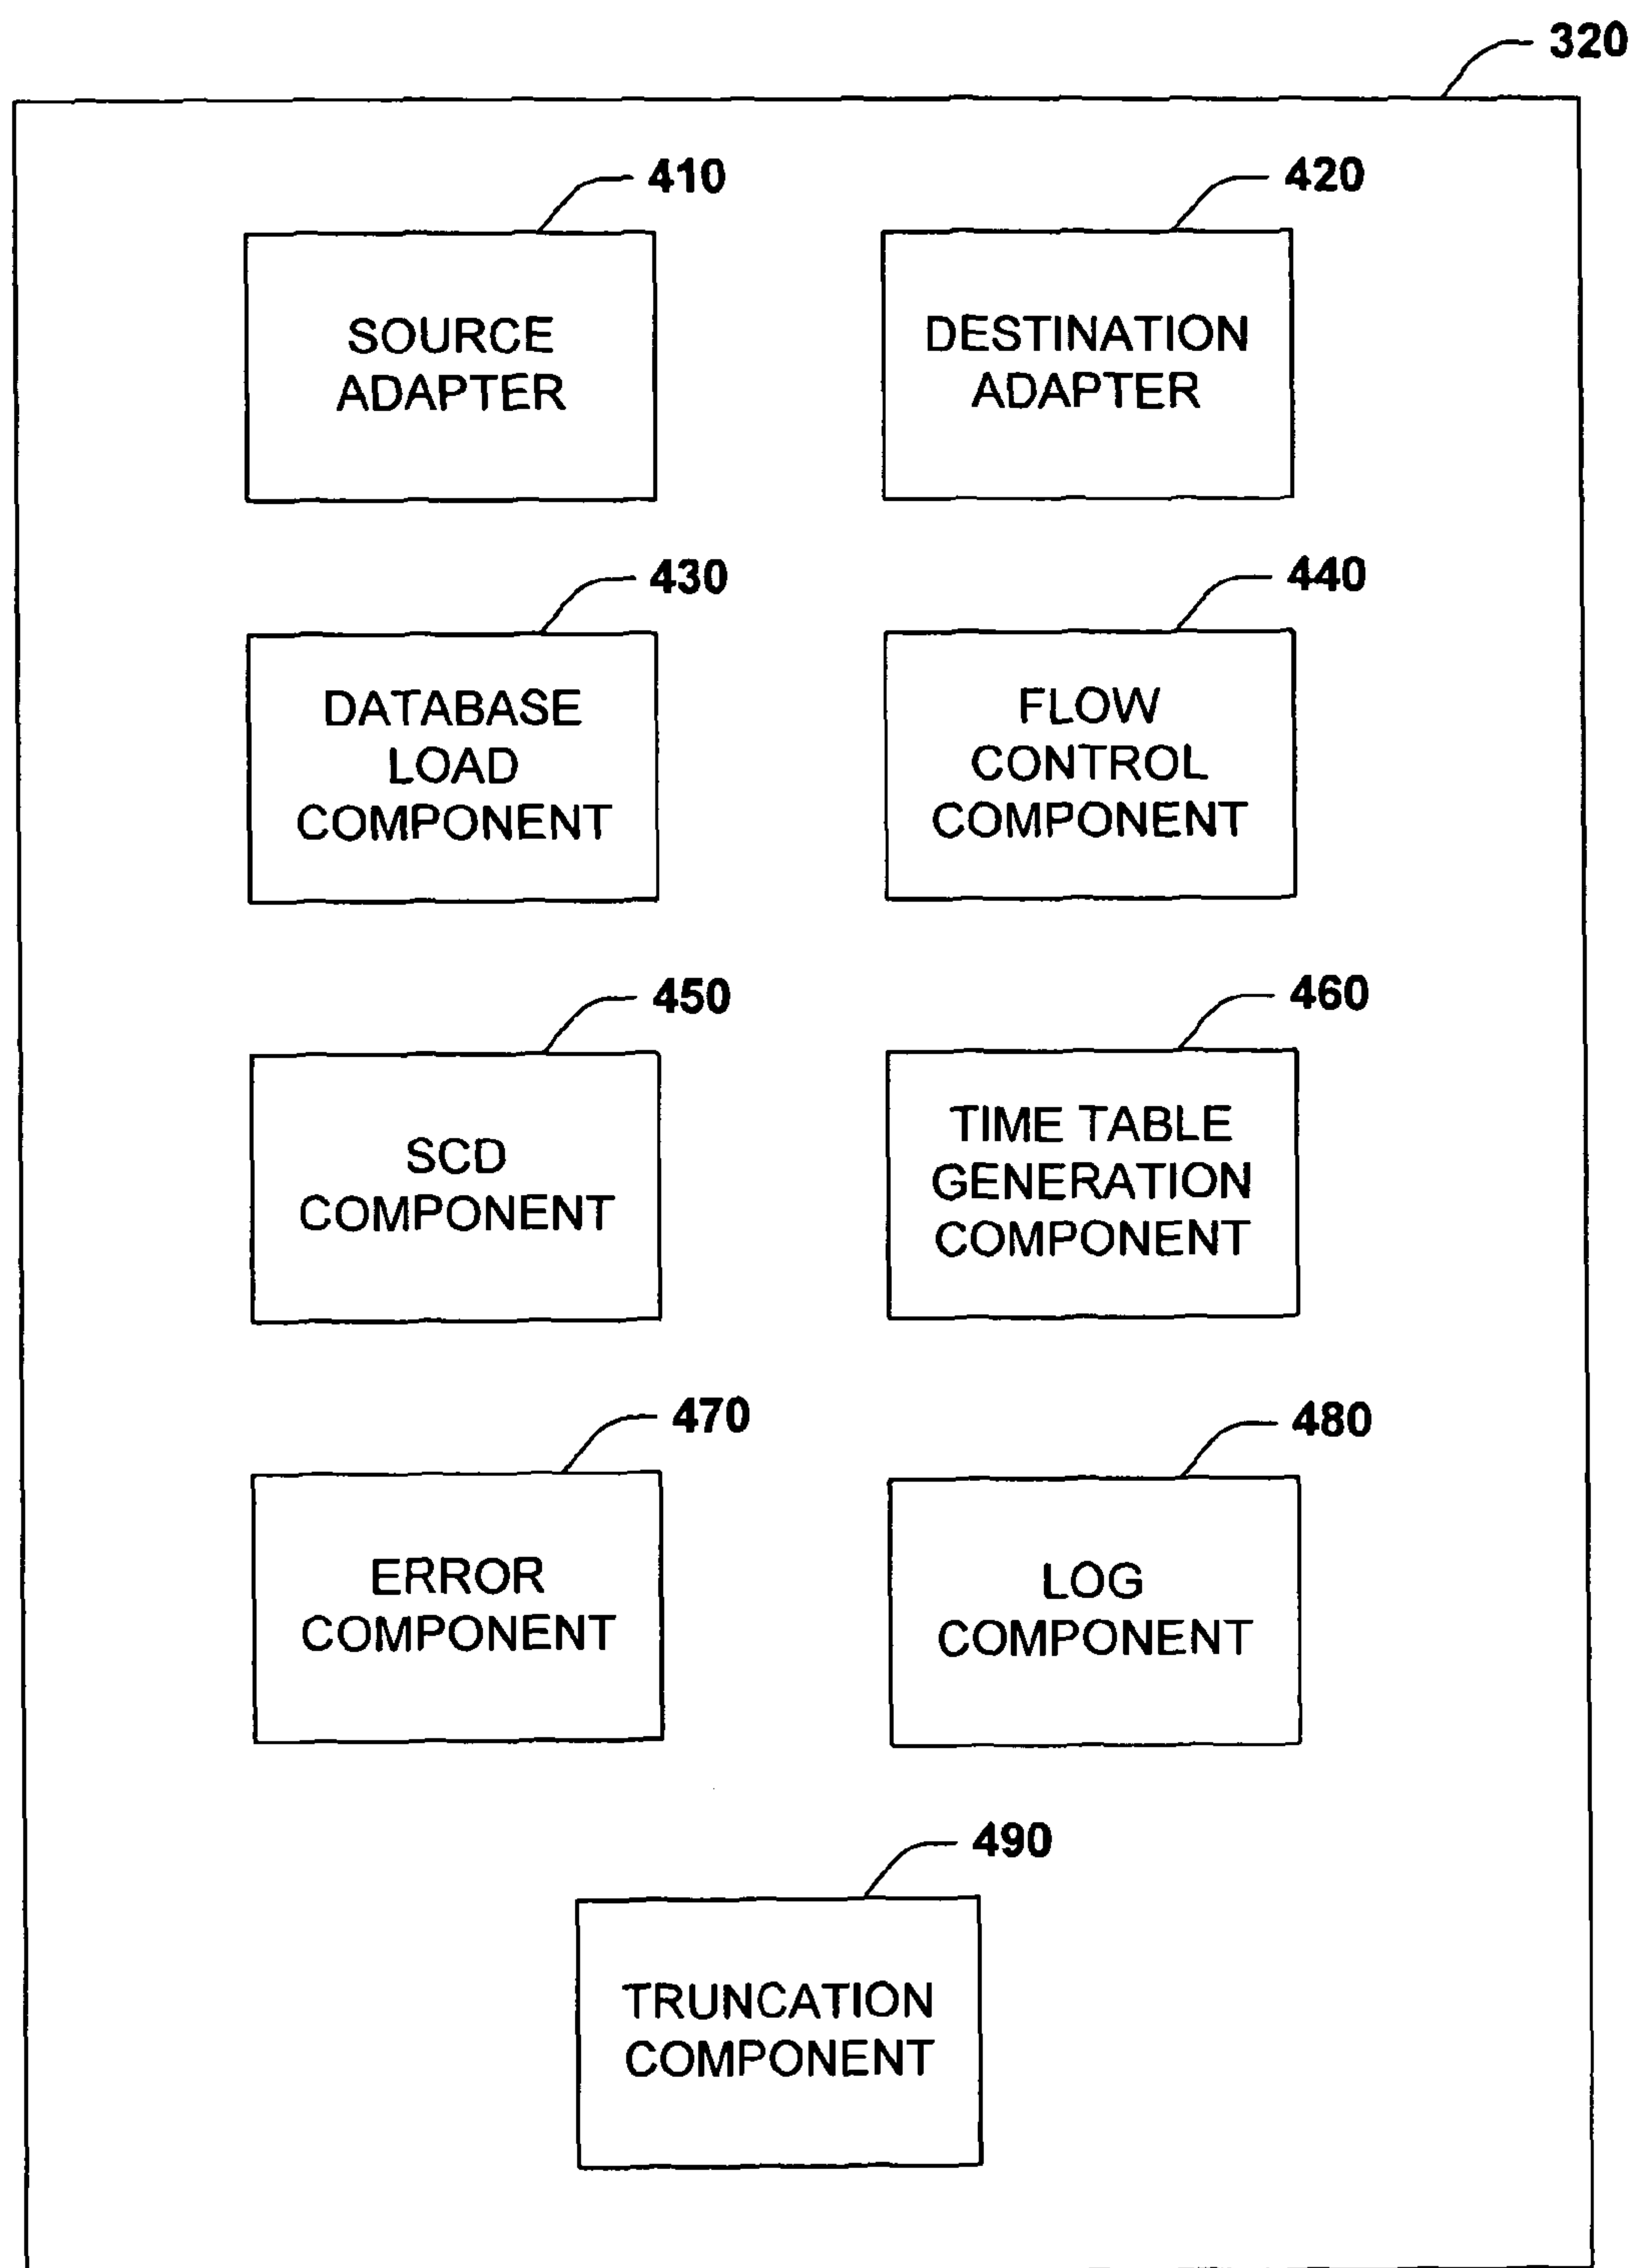 320
410
420
SOURCE
ADAPTER
DESTINATION
ADAPTER
430
440
DATABASE
LOAD
COMPONENT
FLOW
CONTROL
COMPONENT
450
460
SCD
COMPONENT
TIME TABLE
GENERATION
COMPONENT
470
480
ERROR
COMPONENT
LOG
COMPONENT
490
TRUNCATION
COMPONENT